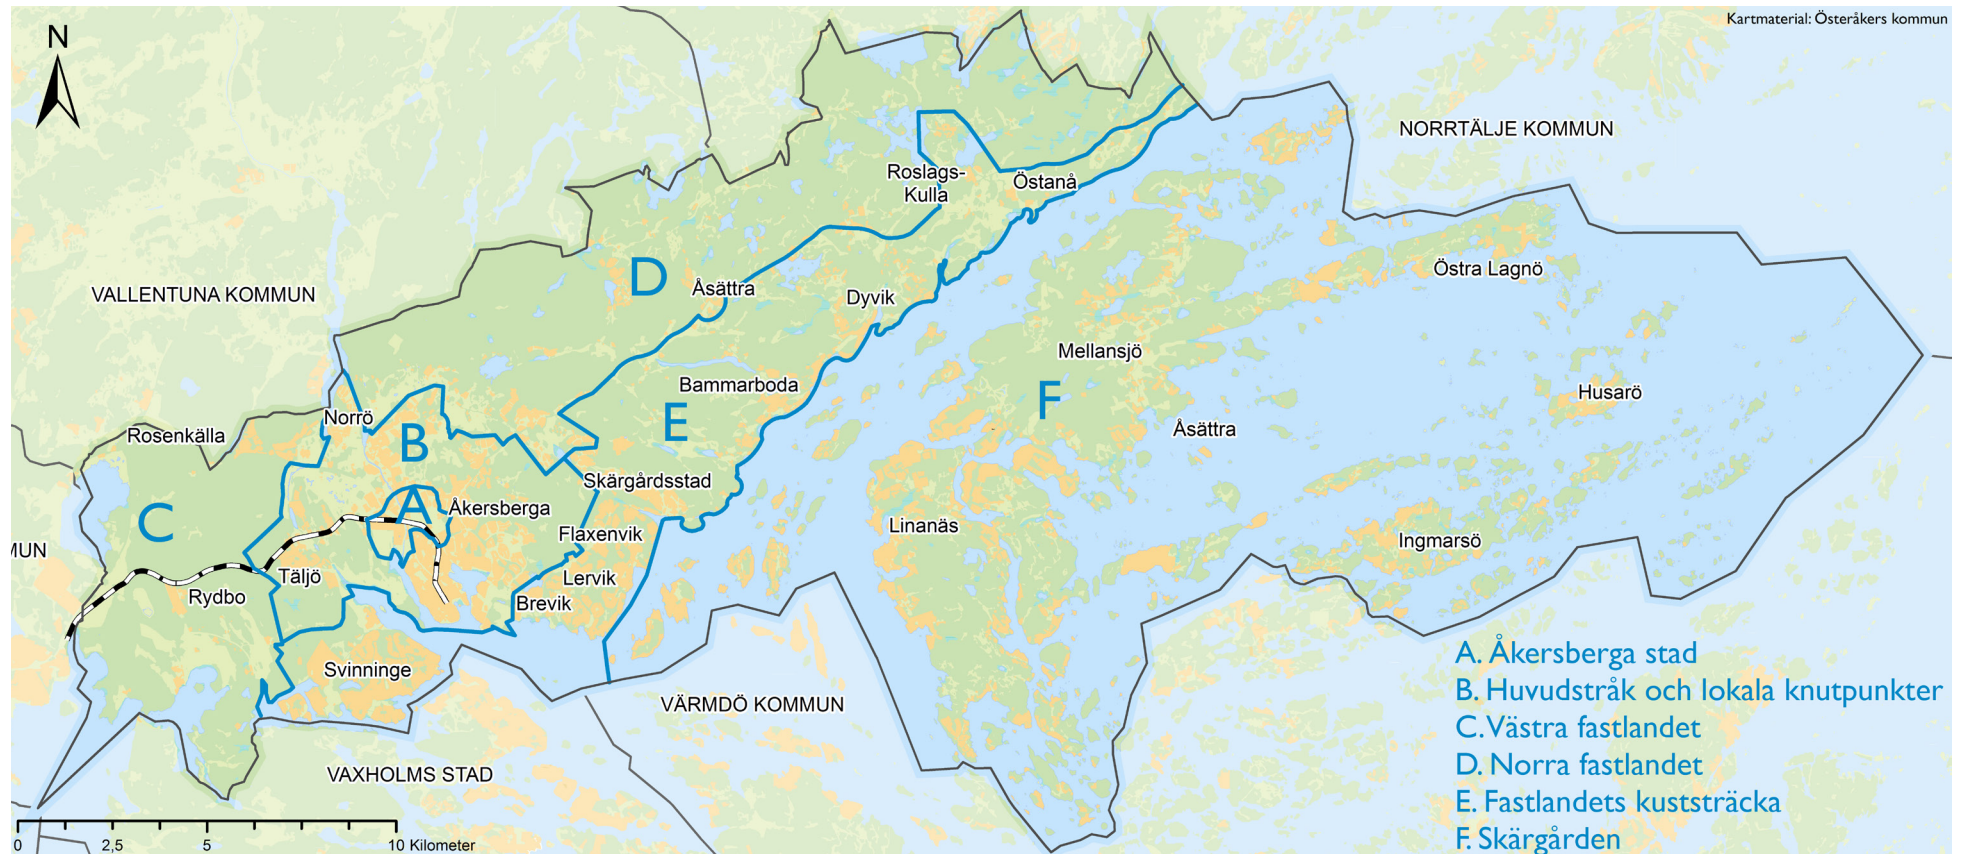 Kartmaterial: Österåkers kommun
N
NORRTÄLJE KOMMUN
Roslags-
Kulla
Östanå
D
Åsättra
Dyvik
Östra Lagnö
VALLENTUNA KOMMUN
Mellansjö
Bammarboda
F
Husarö
Norrö
B
E
Åsättra
Rosenkälla
Skärgårdsstad
A
Åkersberga
C
Flaxenvik
Linanäs
Ingmarsö
MUN
Täljö
Lervik
Rydbo
Brevik
Svinninge
VÄRMDÖ KOMMUN
VAXHOLMS STAD
A. Åkersberga stad
B. Huvudstråk och lokala knutpunkter
C. Västra fastlandet
D. Norra fastlandet
E. Fastlandets kuststräcka
F. Skärgården
0 2,5 5 10 Kilometer